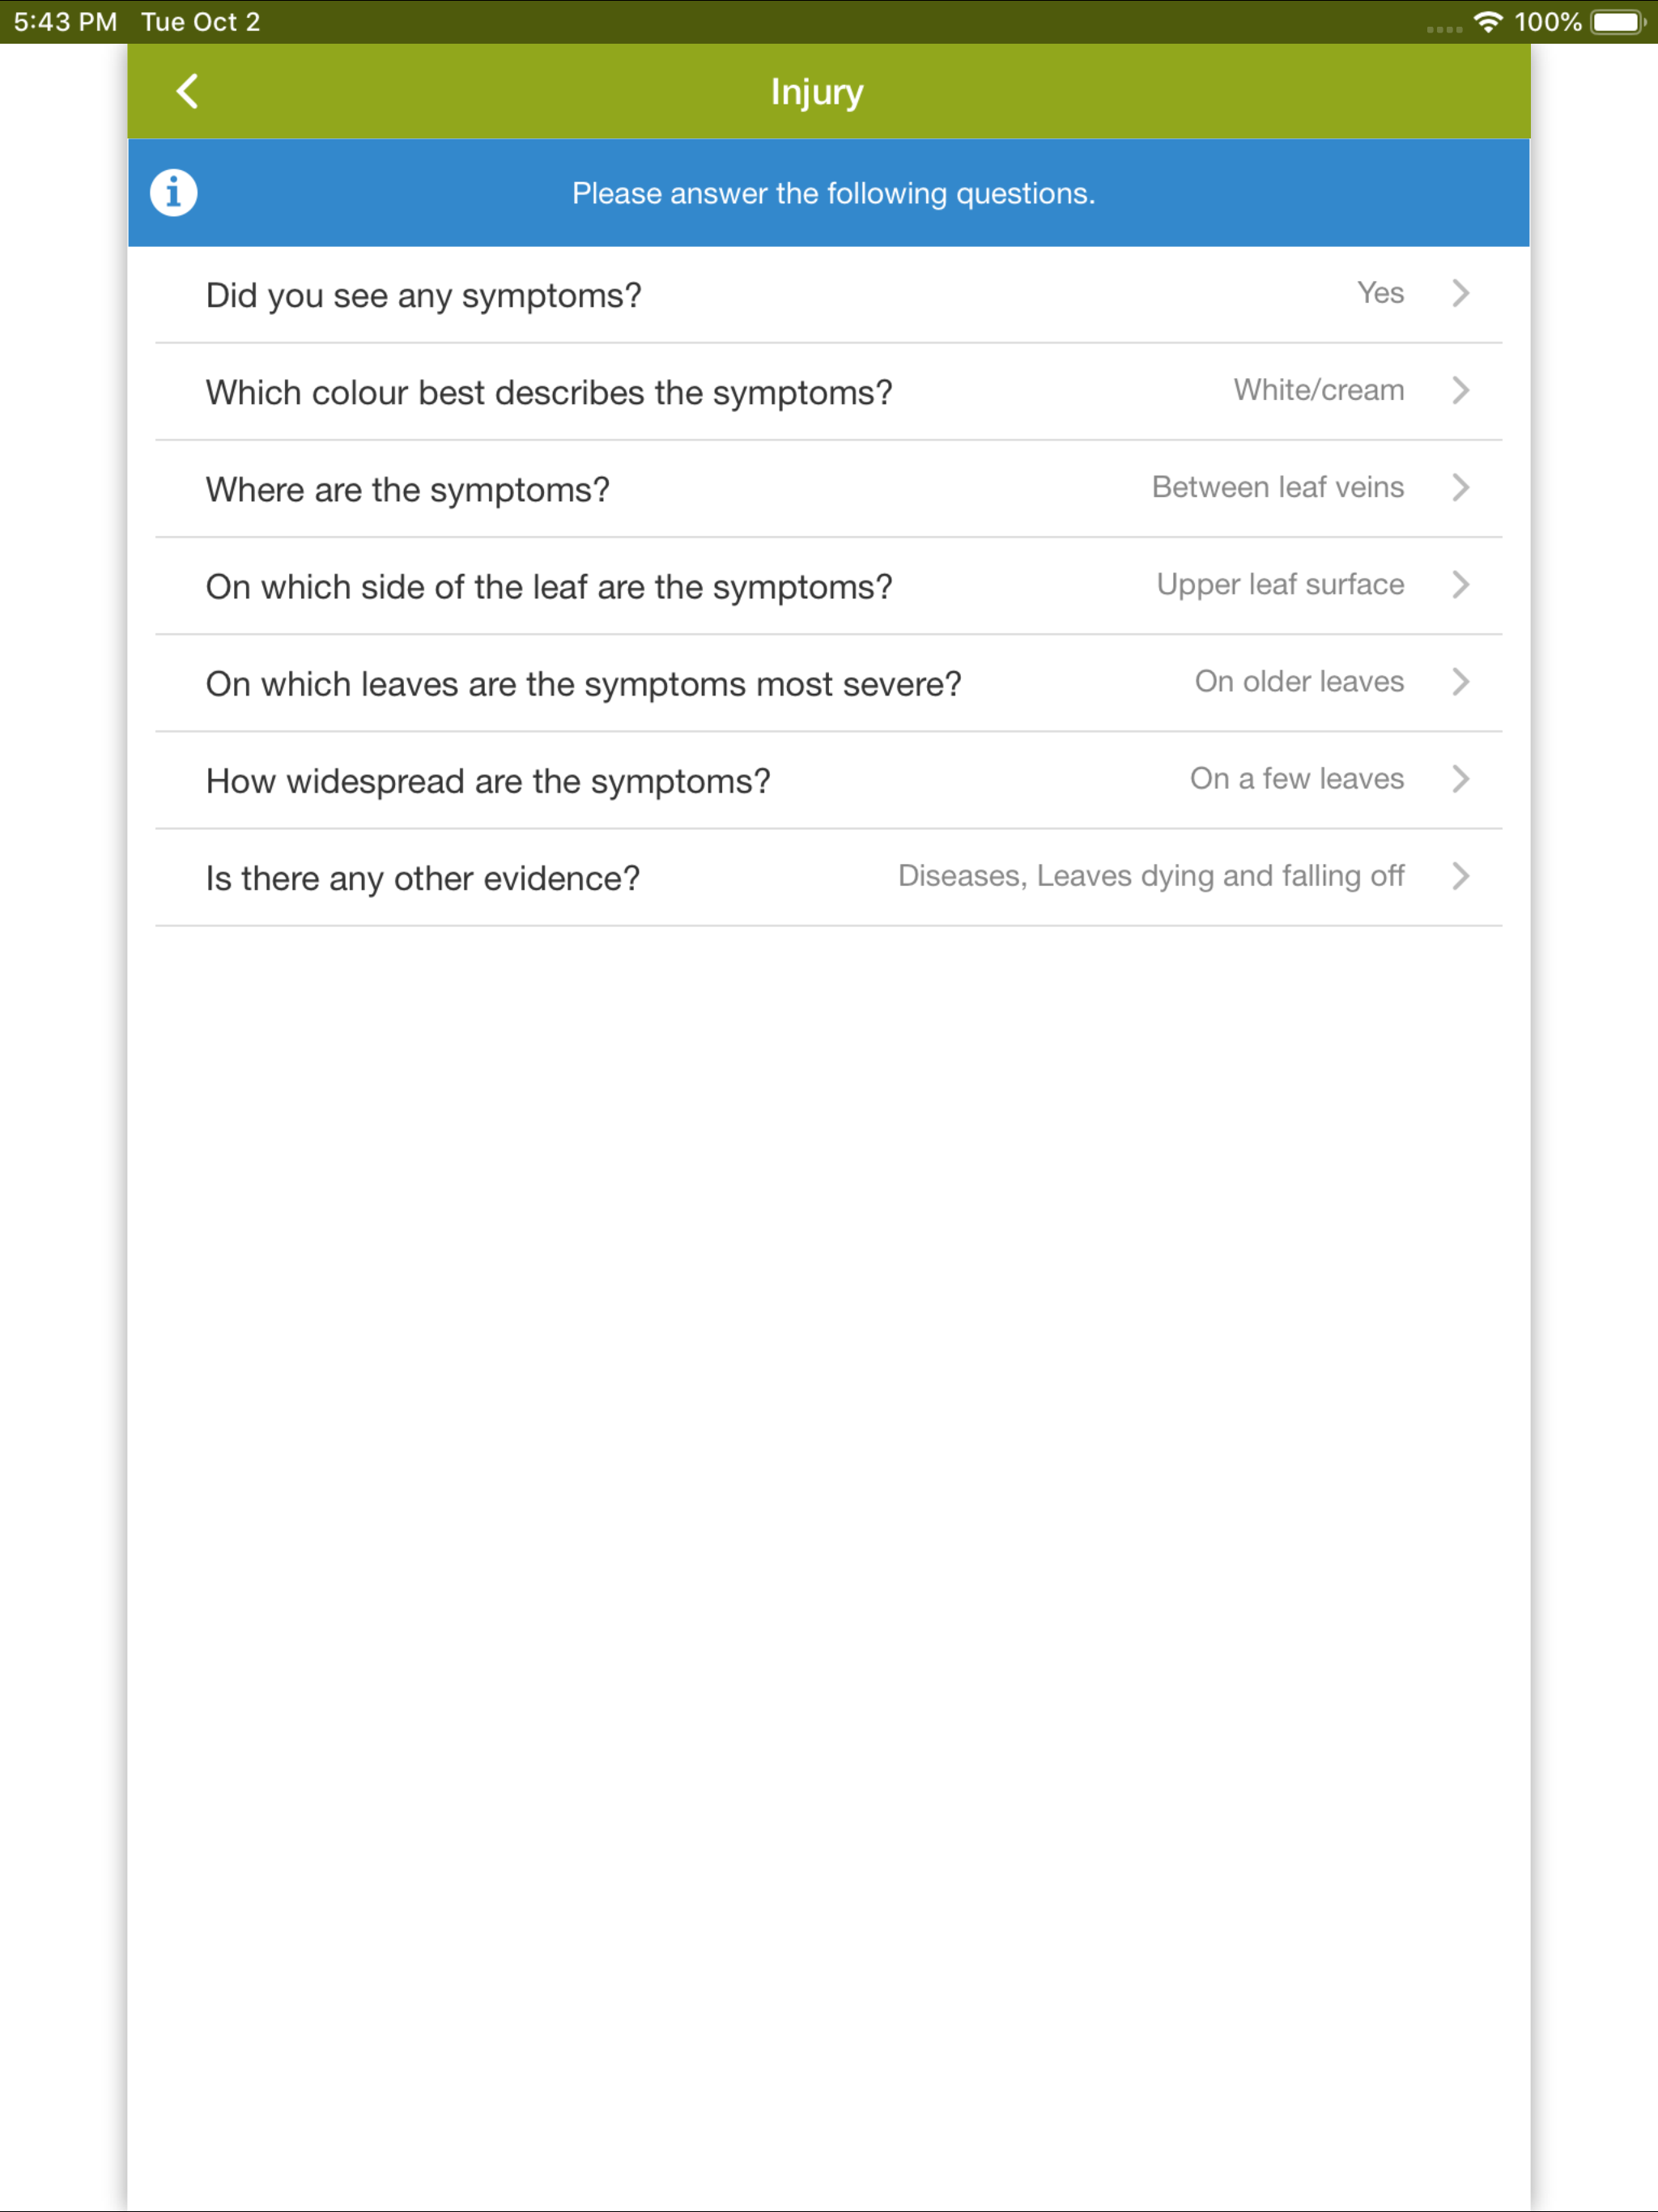 5:43 PM Tue Oct 2 100%
Injury
Please answer the following questions.
Did you see any symptoms? Yes
Which colour best describes the symptoms? White/cream
Where are the symptoms? Between leaf veins
On which side of the leaf are the symptoms? Upper leaf surface
On which leaves are the symptoms most severe? On older leaves
How widespread are the symptoms? On a few leaves
Is there any other evidence? Diseases, Leaves dying and falling off